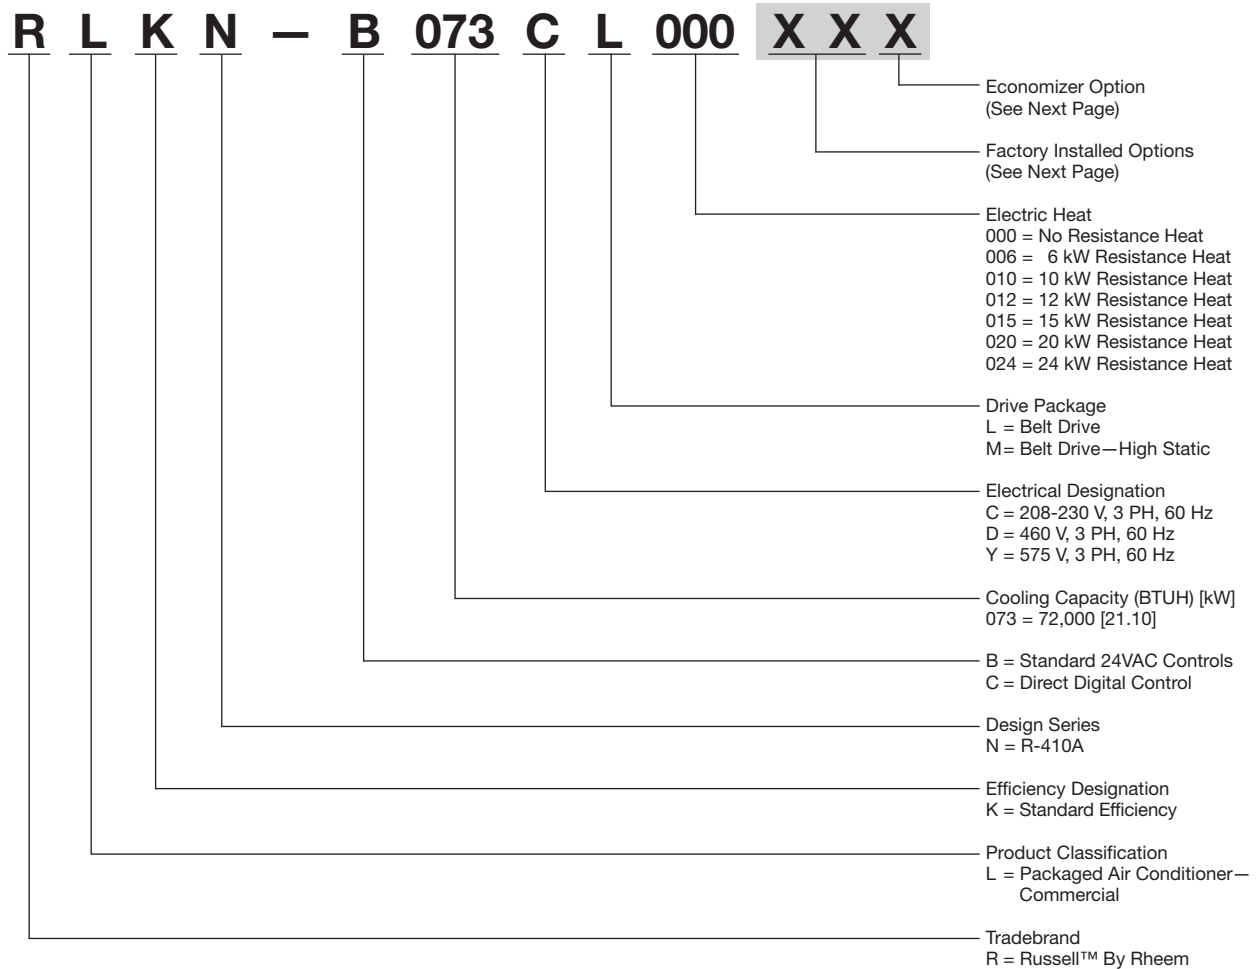 R L K N — B 073 C L 000 X X X
Economizer Option
(See Next Page)
Factory Installed Options
(See Next Page)
Electric Heat
000 = No Resistance Heat
006 = 6 kW Resistance Heat
010 = 10 kW Resistance Heat
012 = 12 kW Resistance Heat
015 = 15 kW Resistance Heat
020 = 20 kW Resistance Heat
024 = 24 kW Resistance Heat
Drive Package
L = Belt Drive
M= Belt Drive—High Static
Electrical Designation
C = 208-230 V, 3 PH, 60 Hz
D = 460 V, 3 PH, 60 Hz
Y = 575 V, 3 PH, 60 Hz
Cooling Capacity (BTUH) [kW]
073 = 72,000 [21.10]
B = Standard 24VAC Controls
C = Direct Digital Control
Design Series
N = R-410A
Efficiency Designation
K = Standard Efficiency
Product Classification
L = Packaged Air Conditioner—
Commercial
Tradebrand
R = Russell™ By Rheem